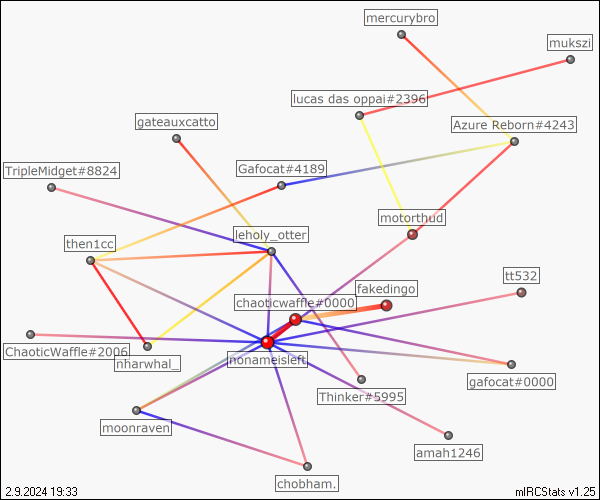 mercurybro
mukszi
lucas das oppai#2396
gateauxcatto
Azure Reborn#4243
TripleMidget#8824
Gafocat#4189
motorthud
leholy_otter
then1cc
tt532
fakedingo
chaoticwaffle#0000
ChaoticWaffle#2006
nharwhal_
nonameisleft
gafocat#0000
Thinker#5995
moonraven
amah1246
chobham.
2.9.2024 19:33
mIRCStats v1.25